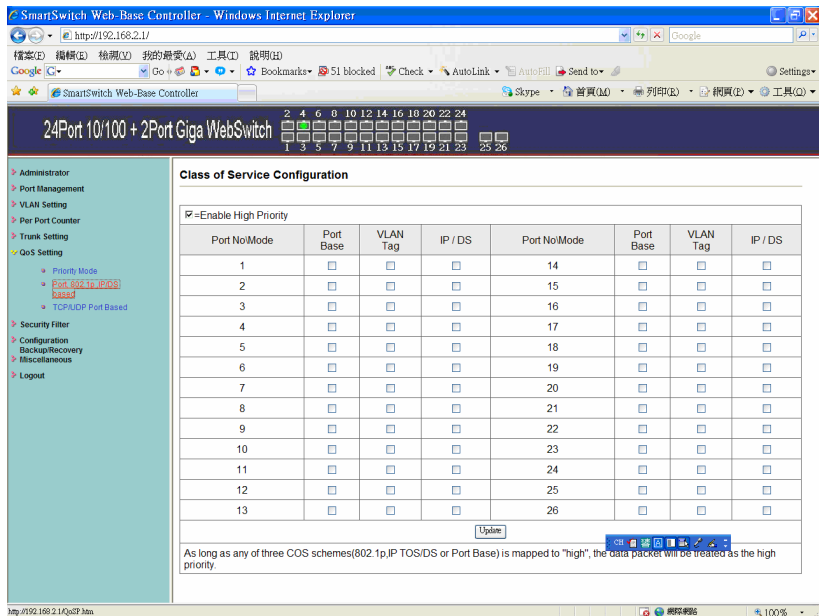 SmartSwitch Web-Base Controller - Windows Internet Explorer
http://192.168.2.1/
Google
檔案(F) 編輯(E) 檢視(V) 我的最愛(A) 工具(T) 說明(H)
Google G Go Bookmarks 51 blocked Check AutoLink AutoFill Send to Settings
SmartSwitch Web-Base Controller
Skype 首頁(M) 列印(R) 網頁(P) 工具(O)
24Port 10/100 + 2Port Giga WebSwitch
2 4 6 8 10 12 14 16 18 20 22 24
1 3 5 7 9 11 13 15 17 19 21 23 25 26
Administrator
Port Management
VLAN Setting
Per Port Counter
Trunk Setting
QoS Setting
Priority Mode
Port, 802.1p, IP/DS
based
TCP/UDP Port Based
Security Filter
Configuration
Backup/Recovery
Miscellaneous
Logout
Class of Service Configuration
=Enable High Priority
Port No\Mode Port Base VLAN Tag IP / DS Port No\Mode Port Base VLAN Tag IP / DS
1 14
2 15
3 16
4 17
5 18
6 19
7 20
8 21
9 22
10 23
11 24
12 25
13 26
Update
CH
As long as any of three COS schemes(802.1p,IP TOS/DS or Port Base) is mapped to "high", the data packet will be treated as the high
priority.
http://192.168.2.1/QoSP.htm
網際網路
100%